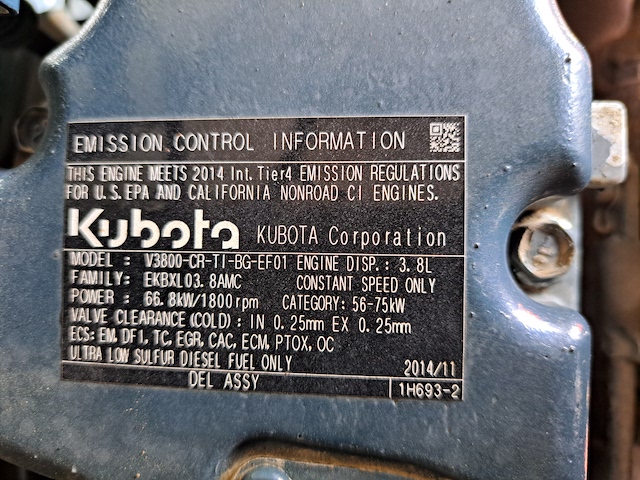 EMISSION CONTROL INFORMATION
THIS ENGINE MEETS 2014 Int. Tier4 EMISSION REGULATIONS
FOR U.S. EPA AND CALIFORNIA NONROAD CI ENGINES.
Kubota KUBOTA Corporation
MODEL : V3800-CR-TI-BG-EF01 ENGINE DISP.: 3.8L
FAMILY: EKBXL03.8AMC CONSTANT SPEED ONLY
POWER : 66.8kW/1800rpm CATEGORY: 56-75kW
VALVE CLEARANCE (COLD) : IN 0.25mm EX 0.25mm
ECS: EM, DFI, TC, EGR, CAC, ECM, PTOX, OC
ULTRA LOW SULFUR DIESEL FUEL ONLY 2014/11
DEL ASSY 1H693-2